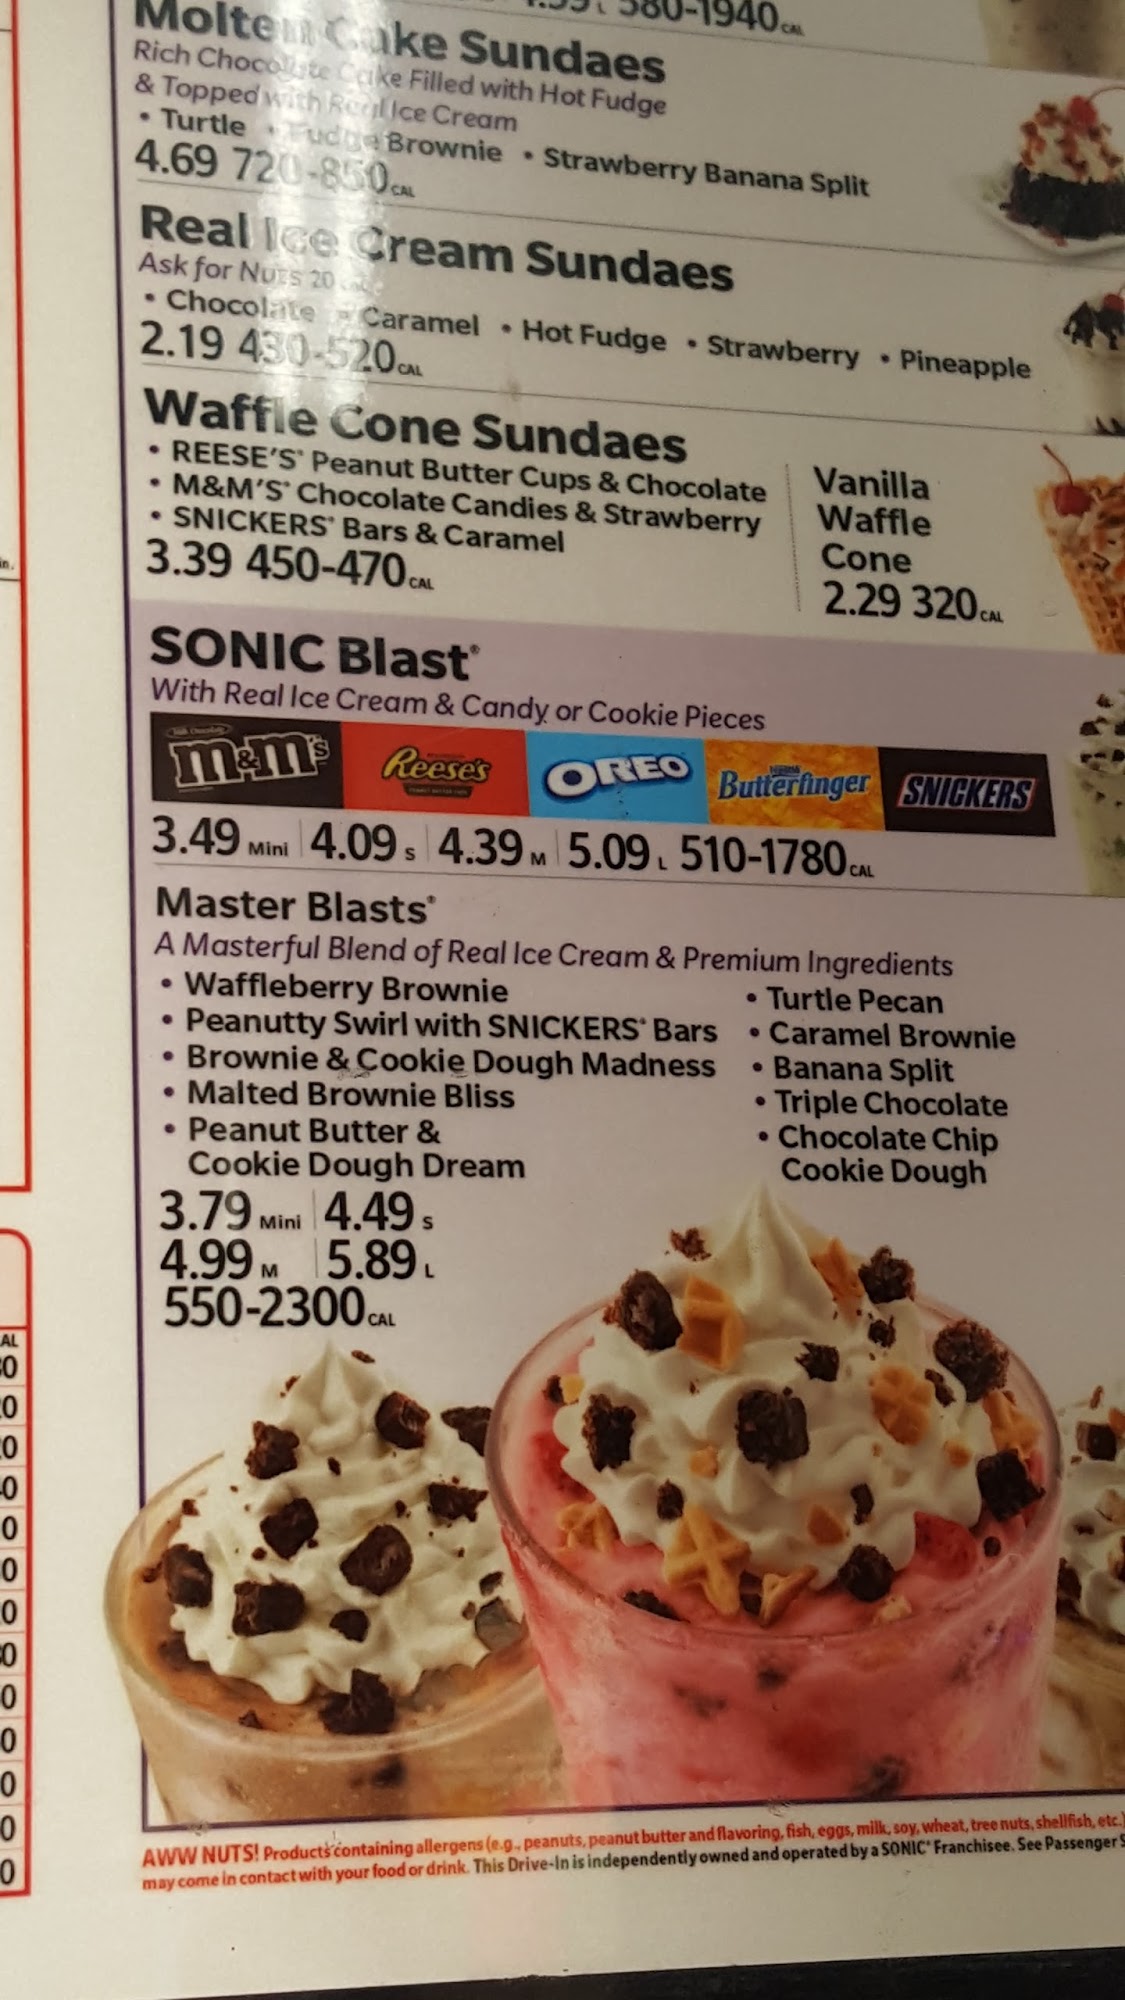 580-1940 CAL
Molten Cake Sundaes
Rich Chocolate Cake Filled with Hot Fudge
& Topped with Real Ice Cream
• Turtle • Fudge Brownie • Strawberry Banana Split
4.69 720-850 CAL
Real Ice Cream Sundaes
Ask for Nuts 20
• Chocolate • Caramel • Hot Fudge • Strawberry • Pineapple
2.19 430-520 CAL
Waffle Cone Sundaes
• REESE'S Peanut Butter Cups & Chocolate
• M&M'S Chocolate Candies & Strawberry
• SNICKERS Bars & Caramel
3.39 450-470 CAL
Vanilla
Waffle
Cone
2.29 320 CAL
SONIC Blast®
With Real Ice Cream & Candy or Cookie Pieces
Milk Chocolate
m&m's
Reese's
OREO
Nestle
Butterfinger
SNICKERS
3.49 Mini 4.09 S 4.39 M 5.09 L 510-1780 CAL
Master Blasts®
A Masterful Blend of Real Ice Cream & Premium Ingredients
• Waffleberry Brownie
• Peanutty Swirl with SNICKERS® Bars
• Brownie & Cookie Dough Madness
• Malted Brownie Bliss
• Peanut Butter &
Cookie Dough Dream
• Turtle Pecan
• Caramel Brownie
• Banana Split
• Triple Chocolate
• Chocolate Chip
Cookie Dough
3.79 Mini 4.49 S
4.99 M 5.89 L
550-2300 CAL
AWW NUTS! Products containing allergens (e.g., peanuts, peanut butter and flavoring, fish, eggs, milk, soy, wheat, tree nuts, shellfish, etc.)
may come in contact with your food or drink. This Drive-In is independently owned and operated by a SONIC® Franchisee. See Passenger S